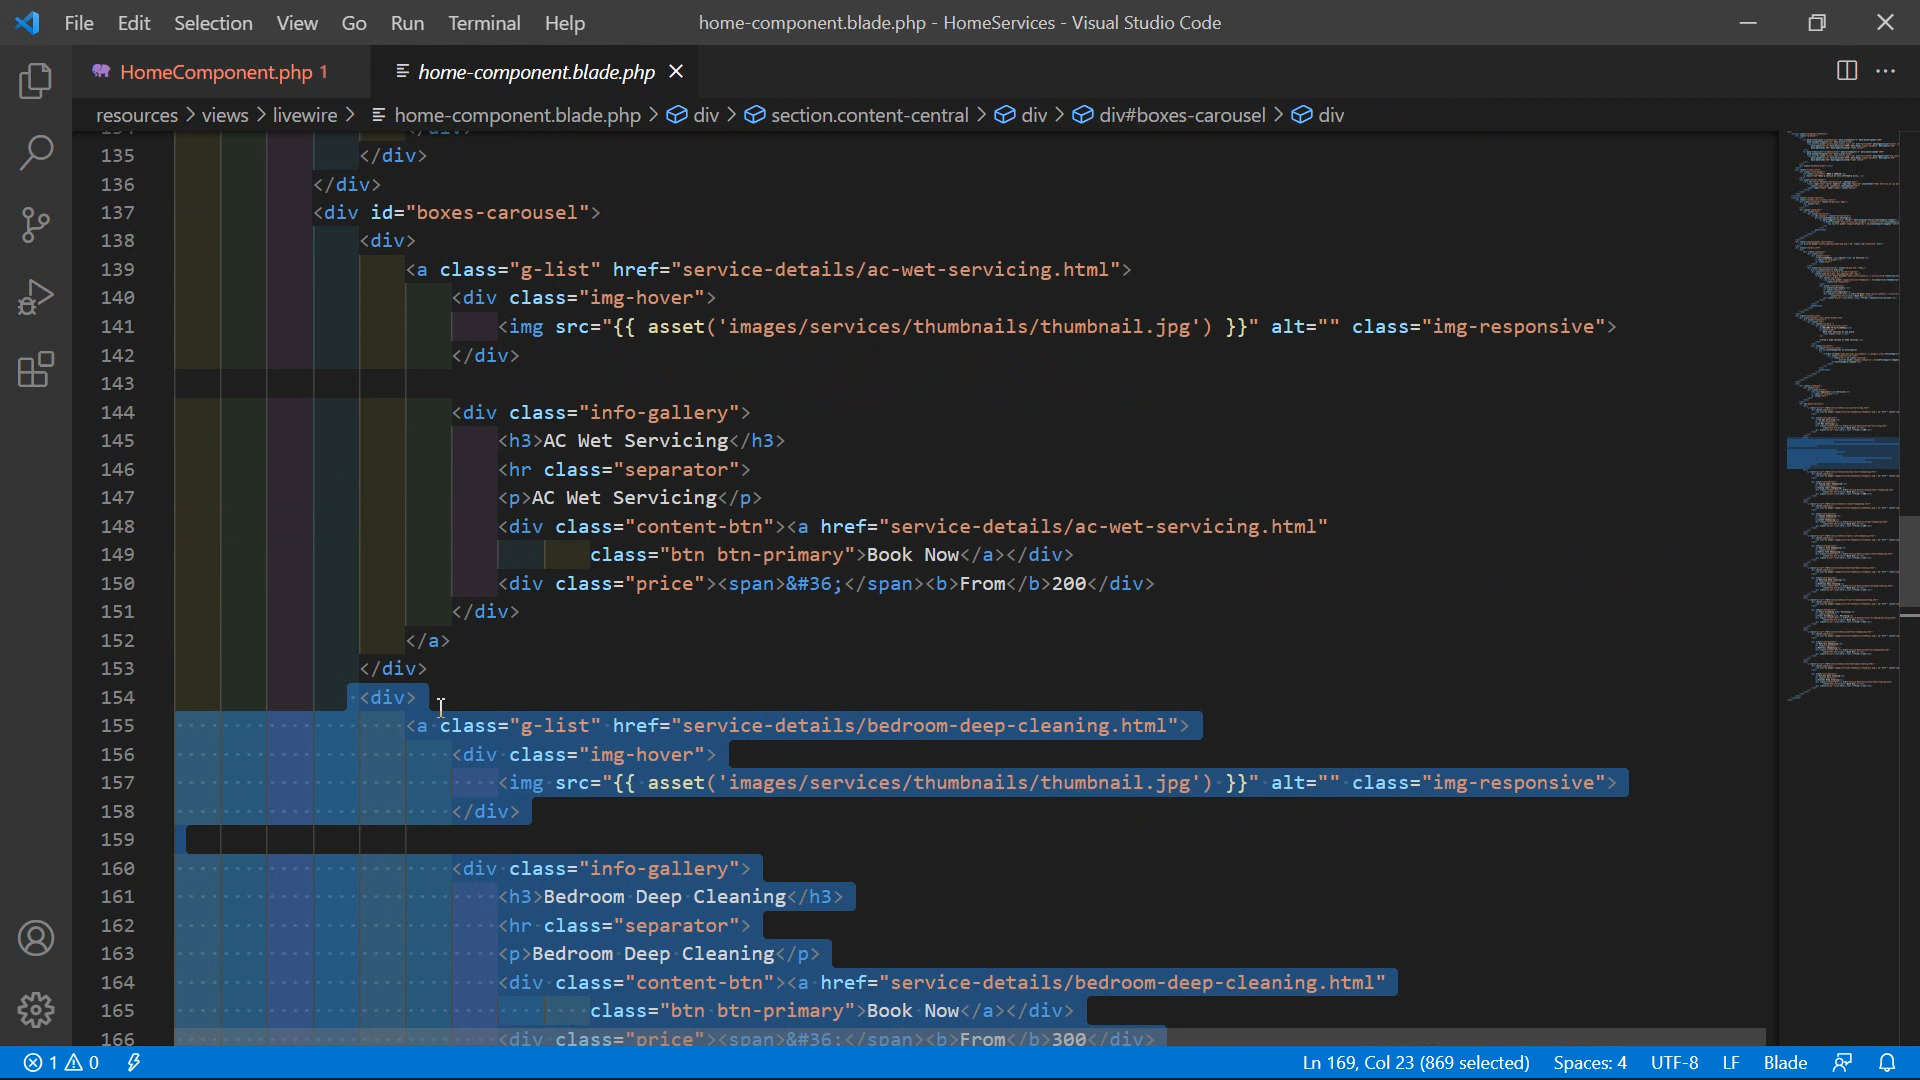 File Edit Selection View Go Run Terminal Help
home-component.blade.php - HomeServices - Visual Studio Code
HomeComponent.php 1
home-component.blade.php
resources > views > livewire > home-component.blade.php > div > section.content-central > div > div#boxes-carousel > div
135 </div>
136 </div>
137 <div id="boxes-carousel">
138 <div>
139 <a class="g-list" href="service-details/ac-wet-servicing.html">
140 <div class="img-hover">
141 <img src="{{ asset('images/services/thumbnails/thumbnail.jpg') }}" alt="" class="img-responsive">
142 </div>
143
144 <div class="info-gallery">
145 <h3>AC Wet Servicing</h3>
146 <hr class="separator">
147 <p>AC Wet Servicing</p>
148 <div class="content-btn"><a href="service-details/ac-wet-servicing.html"
149 class="btn btn-primary">Book Now</a></div>
150 <div class="price"><span>&#36;</span><b>From</b>200</div>
151 </div>
152 </a>
153 </div>
154 <div>
155 <a class="g-list" href="service-details/bedroom-deep-cleaning.html">
156 <div class="img-hover">
157 <img src="{{ asset('images/services/thumbnails/thumbnail.jpg') }}" alt="" class="img-responsive">
158 </div>
159
160 <div class="info-gallery">
161 <h3>Bedroom Deep Cleaning</h3>
162 <hr class="separator">
163 <p>Bedroom Deep Cleaning</p>
164 <div class="content-btn"><a href="service-details/bedroom-deep-cleaning.html"
165 class="btn btn-primary">Book Now</a></div>
166 <div class="price"><span>&#36;</span><b>From</b>300</div>
1 0 Ln 169, Col 23 (869 selected) Spaces: 4 UTF-8 LF Blade